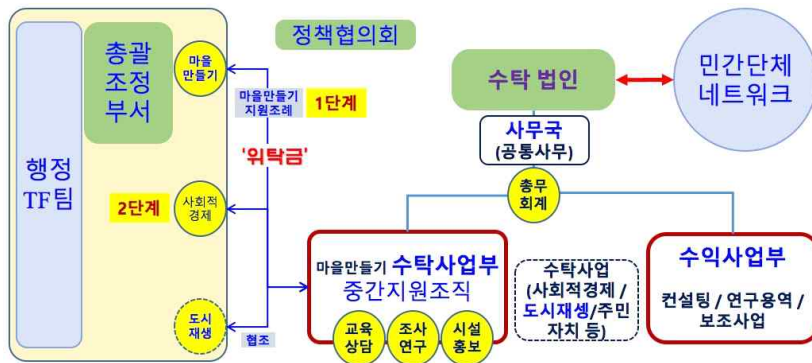 행정
TF팀
총괄
조정
부서
마을
만들기
사회적
경제
도시
재생
2단계
정책협의회
마을만들기
지원조례
1단계
'위탁금'
협조
수탁 법인
민간단체
네트워크
사무국
(공통사무)
총무
회계
마을만들기 수탁사업부
중간지원조직
교육
상담
조사
연구
시설
홍보
수탁사업
(사회적경제 /
도시재생/주민
자치 등)
수익사업부
컨설팅 / 연구용역 /
보조사업